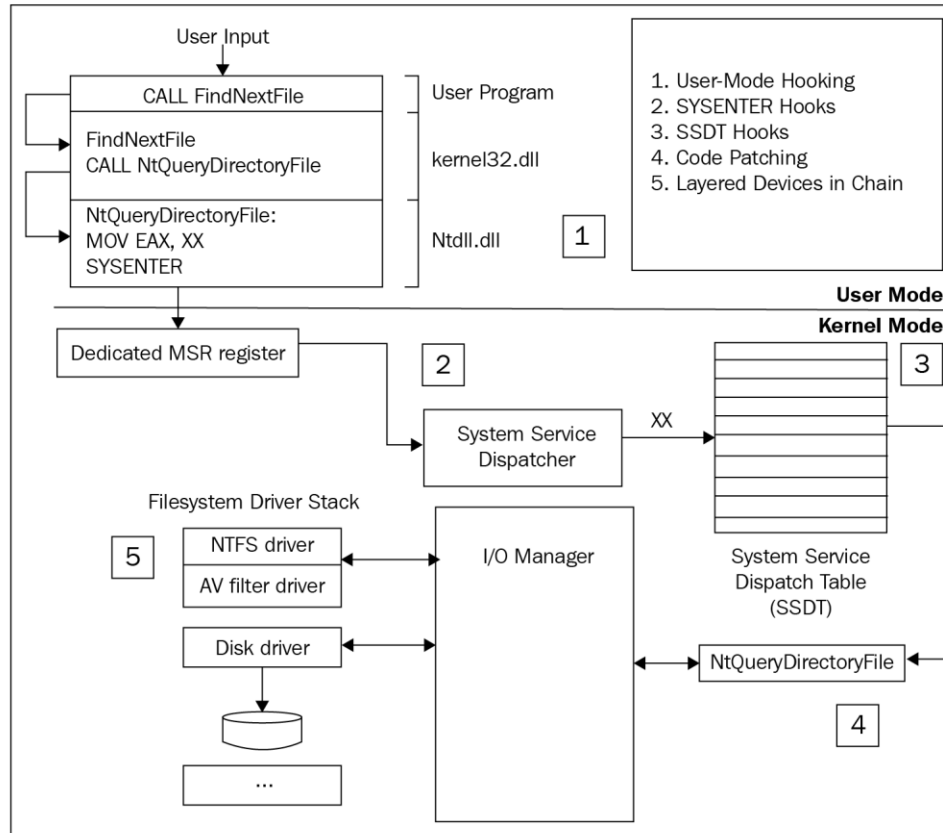 User Input
CALL FindNextFile
User Program
FindNextFile
CALL NtQueryDirectoryFile
kernel32.dll
NtQueryDirectoryFile:
MOV EAX, XX
SYSENTER
Ntdll.dll
1
1. User-Mode Hooking
2. SYSENTER Hooks
3. SSDT Hooks
4. Code Patching
5. Layered Devices in Chain
User Mode
Kernel Mode
Dedicated MSR register
2
3
System Service
Dispatcher
XX
System Service
Dispatch Table
(SSDT)
Filesystem Driver Stack
5
NTFS driver
AV filter driver
Disk driver
...
I/O Manager
NtQueryDirectoryFile
4